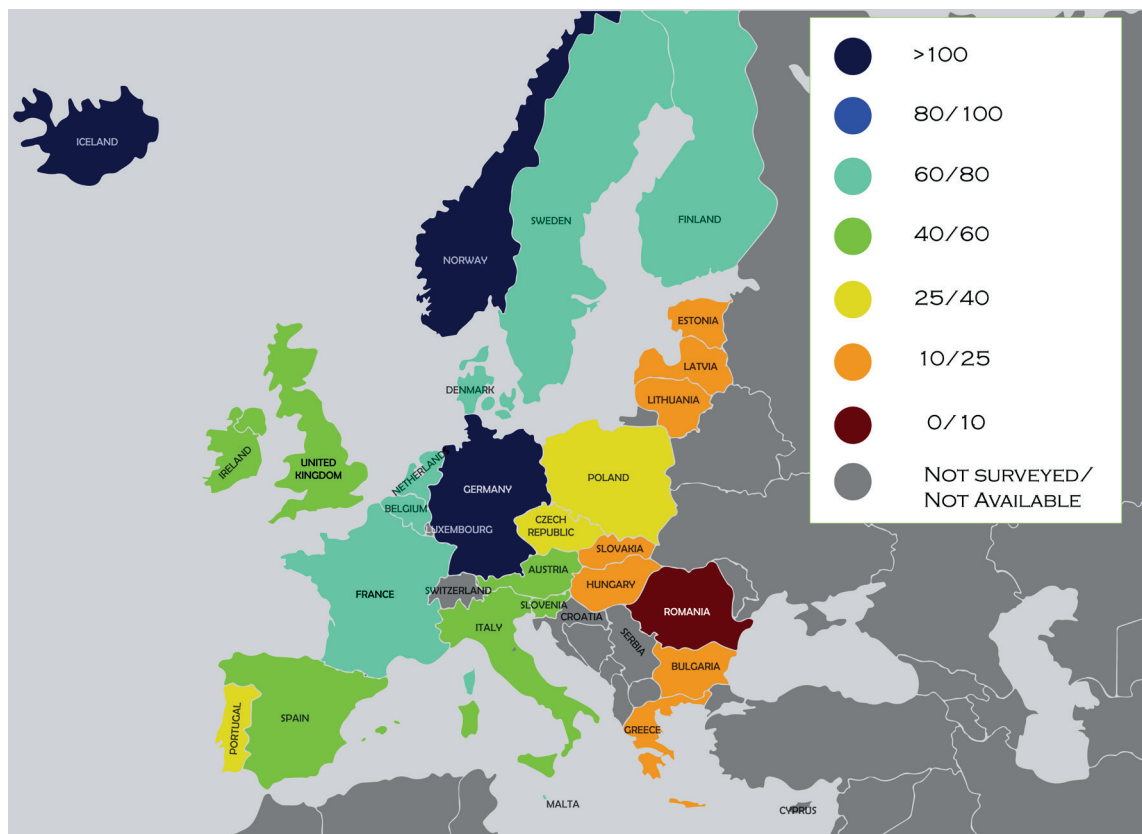 >100
80/100
60/80
40/60
25/40
10/25
0/10
Not surveyed/
Not Available
ICELAND
NORWAY
SWEDEN
FINLAND
ESTONIA
LATVIA
LITHUANIA
DENMARK
IRELAND
UNITED
KINGDOM
NETHERLANDS
BELGIUM
LUXEMBOURG
GERMANY
POLAND
CZECH
REPUBLIC
SLOVAKIA
AUSTRIA
HUNGARY
SWITZERLAND
FRANCE
SLOVENIA
ITALY
CROATIA
SERBIA
ROMANIA
BULGARIA
PORTUGAL
SPAIN
GREECE
MALTA
CYPRUS